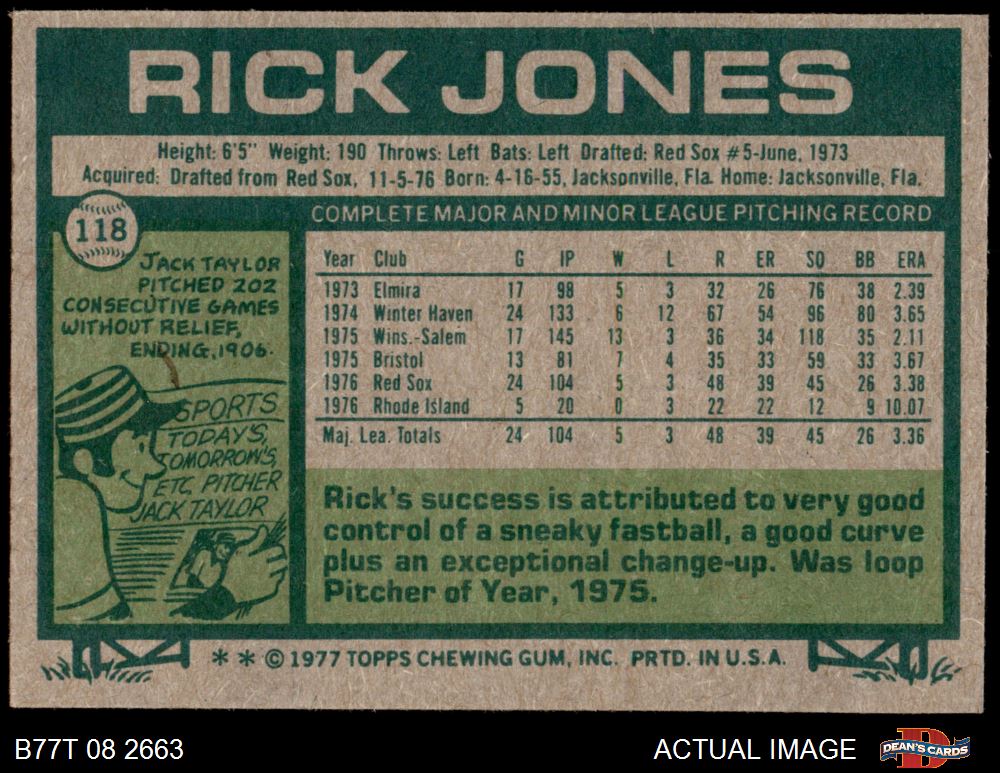 RICK JONES
Height: 6'5" Weight: 190 Throws: Left Bats: Left Drafted: Red Sox #5-June, 1973
Acquired: Drafted from Red Sox, 11-5-76 Born: 4-16-55, Jacksonville, Fla. Home: Jacksonville, Fla.
118
JACK TAYLOR
PITCHED 202
CONSECUTIVE GAMES
WITHOUT RELIEF,
ENDING, 1906.
SPORTS
TODAY'S,
TOMORROW'S,
ETC, PITCHER
JACK TAYLOR
COMPLETE MAJOR AND MINOR LEAGUE PITCHING RECORD
Year Club G IP W L R ER SO BB ERA
1973 Elmira 17 98 5 3 32 26 76 38 2.39
1974 Winter Haven 24 133 6 12 67 54 96 80 3.65
1975 Wins.-Salem 17 145 13 3 36 34 118 35 2.11
1975 Bristol 13 81 7 4 35 33 59 33 3.67
1976 Red Sox 24 104 5 3 48 39 45 26 3.38
1976 Rhode Island 5 20 0 3 22 22 12 9 10.07
Maj. Lea. Totals 24 104 5 3 48 39 45 26 3.36
Rick's success is attributed to very good
control of a sneaky fastball, a good curve
plus an exceptional change-up. Was loop
Pitcher of Year, 1975.
* * © 1977 TOPPS CHEWING GUM, INC. PRTD. IN U.S.A.
B77T 08 2663 ACTUAL IMAGE DEAN'S CARDS